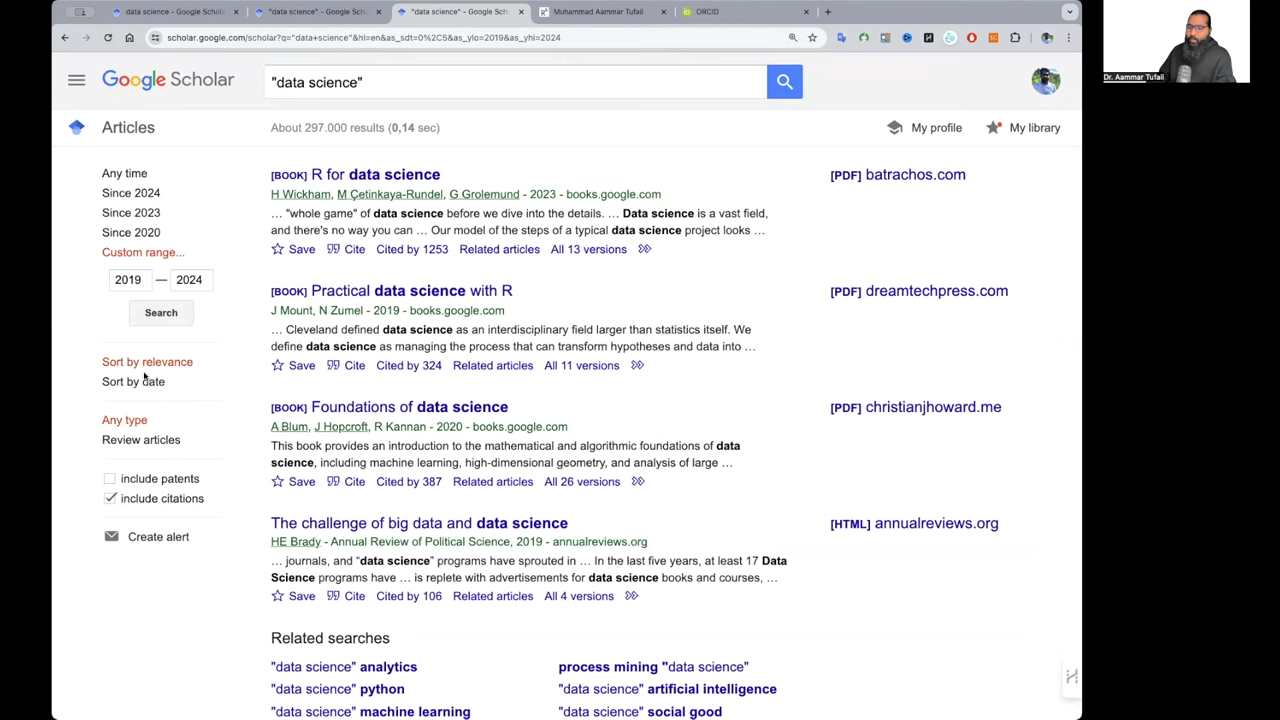 data science - Google Schola
"data science" - Google Schola
"data science" - Google Schola
Muhammad Aammar Tufail
ORCID
scholar.google.com/scholar?q="data+science"&hl=en&as_sdt=0%2C5&as_ylo=2019&as_yhi=2024
Dr. Aammar Tufail
Google Scholar
"data science"
Articles
About 297.000 results (0,14 sec)
My profile
My library
Any time
Since 2024
Since 2023
Since 2020
Custom range...
2019 — 2024
Search
Sort by relevance
Sort by date
Any type
Review articles
include patents
include citations
Create alert
[BOOK] R for data science
H Wickham, M Çetinkaya-Rundel, G Grolemund - 2023 - books.google.com
... "whole game" of data science before we dive into the details. ... Data science is a vast field,
and there's no way you can ... Our model of the steps of a typical data science project looks ...
Save Cite Cited by 1253 Related articles All 13 versions
[PDF] batrachos.com
[BOOK] Practical data science with R
J Mount, N Zumel - 2019 - books.google.com
... Cleveland defined data science as an interdisciplinary field larger than statistics itself. We
define data science as managing the process that can transform hypotheses and data into ...
Save Cite Cited by 324 Related articles All 11 versions
[PDF] dreamtechpress.com
[BOOK] Foundations of data science
A Blum, J Hopcroft, R Kannan - 2020 - books.google.com
This book provides an introduction to the mathematical and algorithmic foundations of data
science, including machine learning, high-dimensional geometry, and analysis of large ...
Save Cite Cited by 387 Related articles All 26 versions
[PDF] christianjhoward.me
The challenge of big data and data science
HE Brady - Annual Review of Political Science, 2019 - annualreviews.org
... journals, and "data science" programs have sprouted in ... In the last five years, at least 17 Data
Science programs have ... is replete with advertisements for data science books and courses, ...
Save Cite Cited by 106 Related articles All 4 versions
[HTML] annualreviews.org
Related searches
"data science" analytics
process mining "data science"
"data science" python
"data science" artificial intelligence
"data science" machine learning
"data science" social good